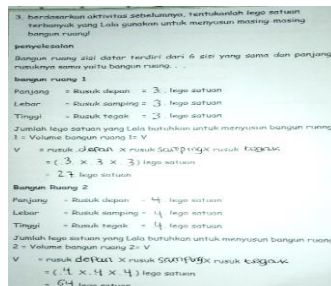 3. berdasarkan aktivitas sebelumnya, tentukanlah lego satuan
terbanyak yang Lala gunakan untuk menyusun masing masing
bangun ruang!
penyelesaian
Bangun ruang sisi datar terdiri dari 6 sisi yang sama dan panjang
rusuknya sama yaitu bangun ruang. . .
bangun ruang 1
Panjang = Rusuk depan = 3 . lego satuan
Lebar = Rusuk samping = 3 . lego satuan
Tinggi = Rusuk tegak = 3 . lego satuan
Jumlah lego satuan yang Lala butuhkan untuk menyusun bangun ruang
1 = Volume bangun ruang 1= V
V = rusuk depan X rusuk samping X rusuk tegak
= ( 3 . X . 3 X . 3 ) lego satuan
= 27 lego satuan
Bangun Ruang 2
Panjang = Rusuk depan = 4 . lego satuan
Lebar = Rusuk samping = 4 . lego satuan
Tinggi = Rusuk tegak = 4 . lego satuan
Jumlah lego satuan yang Lala butuhkan untuk menyusun bangun ruang
2 = Volume bangun ruang 2= V
V = rusuk depan X rusuk samping X rusuk tegak
= ( 4 X . 4 X 4 ) lego satuan
= 64 lego satuan